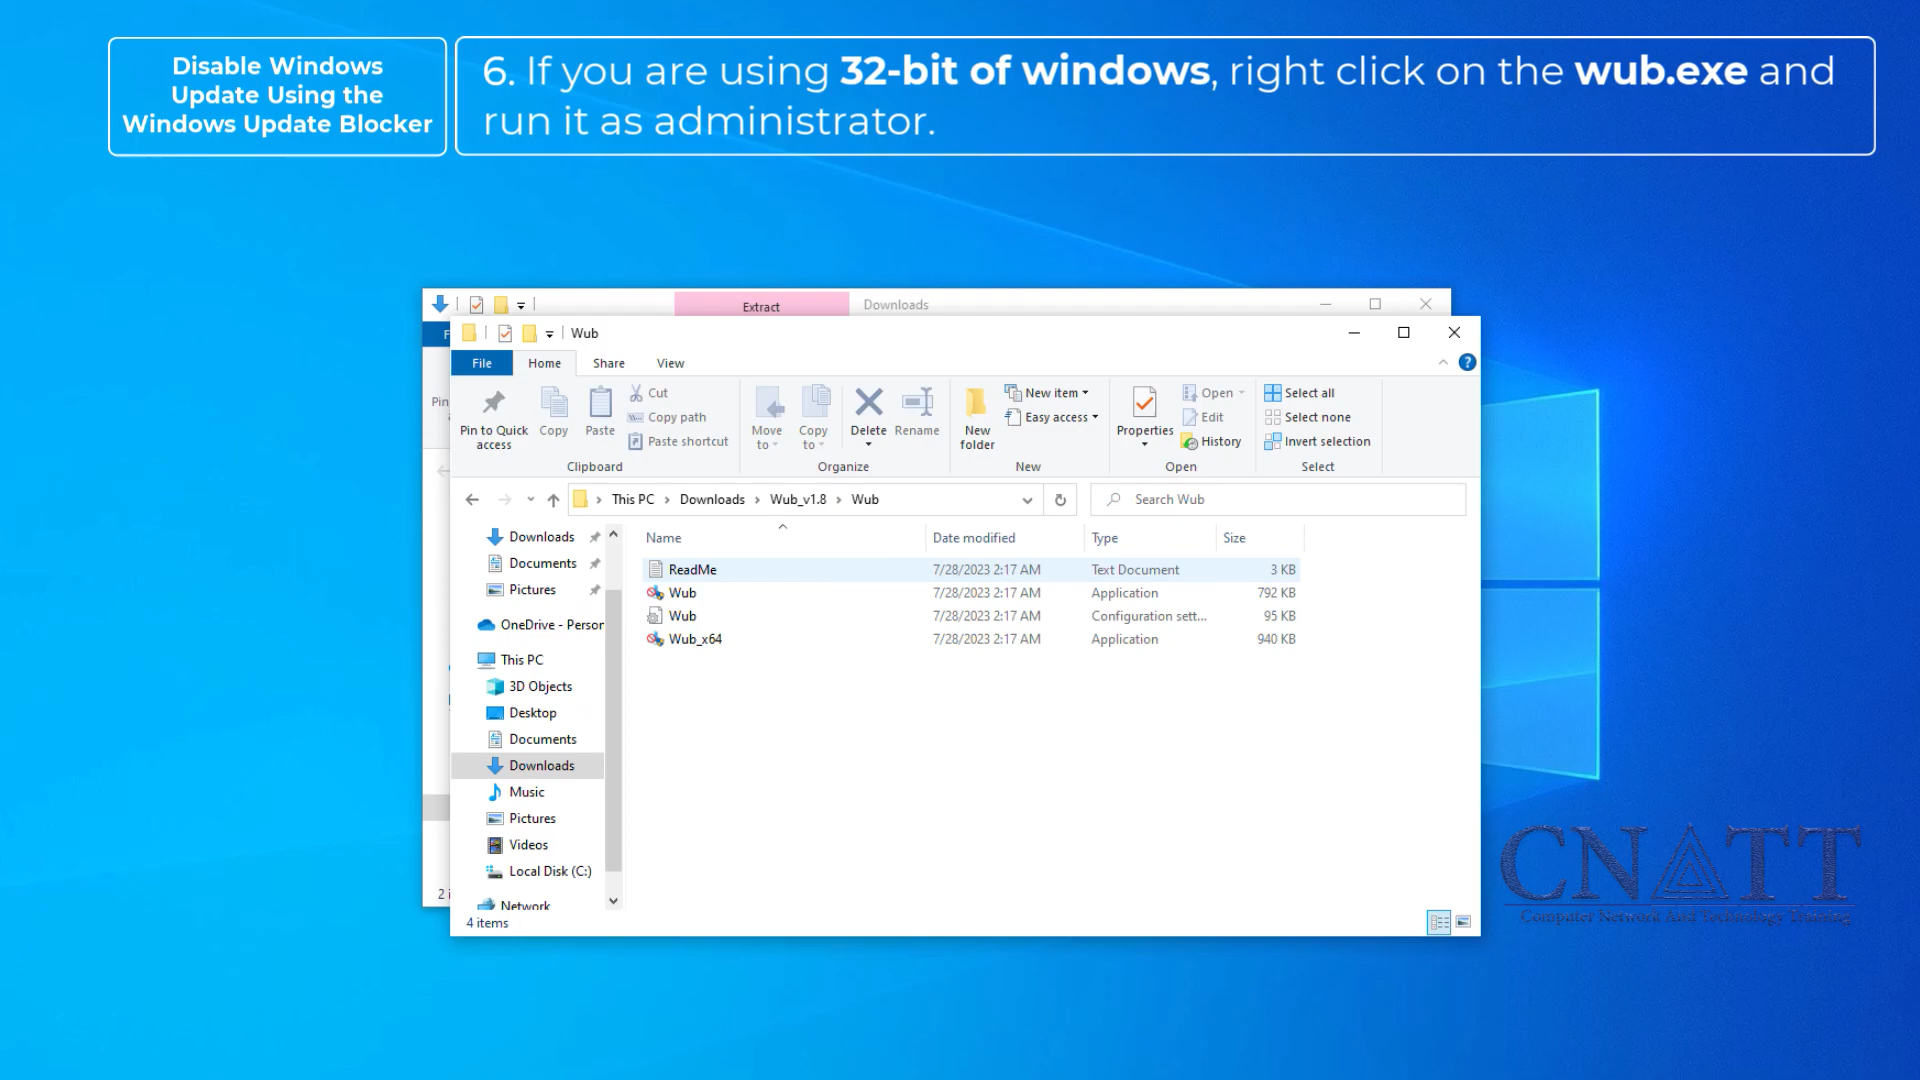 Disable Windows
Update Using the
Windows Update Blocker
6. If you are using 32-bit of windows, right click on the wub.exe and
run it as administrator.
Extract
Downloads
Wub
File
Home
Share
View
Pin to Quick
access
Copy
Paste
Cut
Copy path
Paste shortcut
Clipboard
Move
to
Copy
to
Delete
Rename
Organize
New
folder
New item
Easy access
New
Properties
Open
Edit
History
Open
Select all
Select none
Invert selection
Select
This PC > Downloads > Wub_v1.8 > Wub
Search Wub
Downloads
Documents
Pictures
OneDrive - Person
This PC
3D Objects
Desktop
Documents
Downloads
Music
Pictures
Videos
Local Disk (C:)
Network
Name Date modified Type Size
ReadMe 7/28/2023 2:17 AM Text Document 3 KB
Wub 7/28/2023 2:17 AM Application 792 KB
Wub 7/28/2023 2:17 AM Configuration sett... 95 KB
Wub_x64 7/28/2023 2:17 AM Application 940 KB
4 items
CNATT
Computer Network And Technology Training